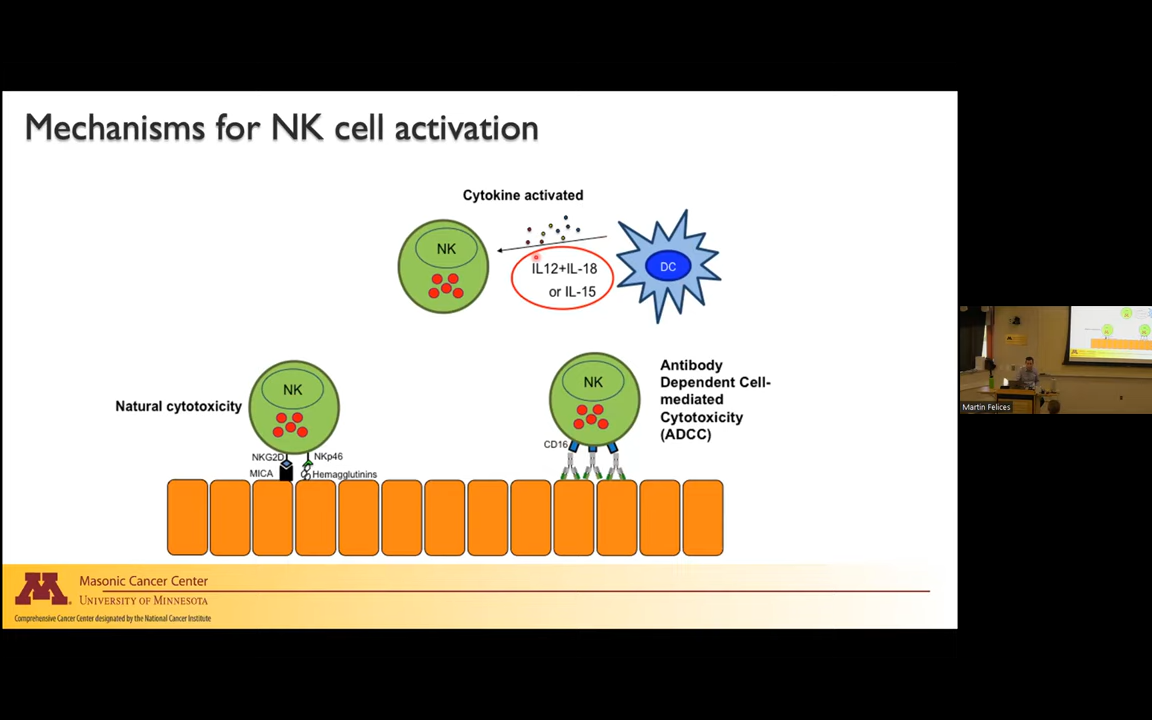 Mechanisms for NK cell activation
Cytokine activated
NK
IL12+IL-18
or IL-15
DC
NK
Natural cytotoxicity
NKG2D
NKp46
MICA
Hemagglutinins
NK
CD16
Antibody
Dependent Cell-
mediated
Cytotoxicity
(ADCC)
M
Masonic Cancer Center
UNIVERSITY OF MINNESOTA
Comprehensive Cancer Center designated by the National Cancer Institute
Martin Felices